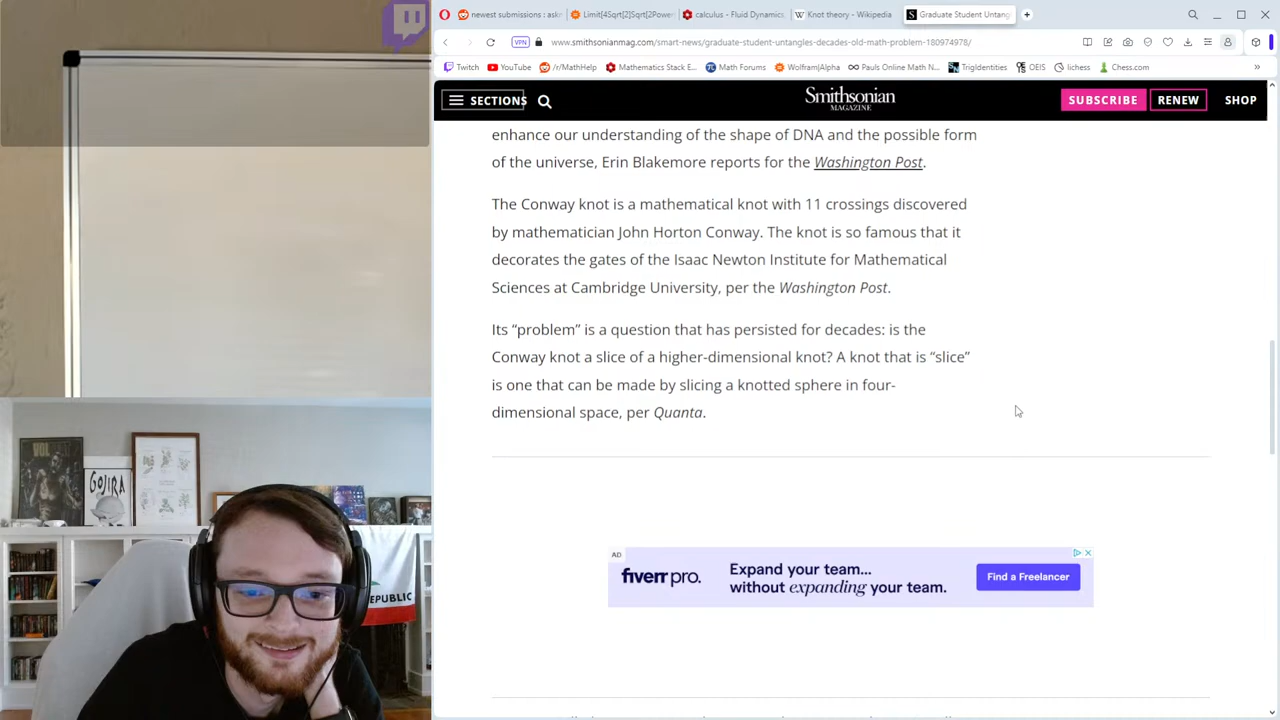 newest submissions : ask
Limit[4Sqrt[2]Sqrt[2Power
calculus - Fluid Dynamics
Knot theory - Wikipedia
Graduate Student Untang
VPN
www.smithsonianmag.com/smart-news/graduate-student-untangles-decades-old-math-problem-180974978/
Twitch
YouTube
/r/MathHelp
Mathematics Stack E...
Math Forums
Wolfram|Alpha
Pauls Online Math N...
TrigIdentities
OEIS
lichess
Chess.com
SECTIONS
Smithsonian
MAGAZINE
SUBSCRIBE
RENEW
SHOP
enhance our understanding of the shape of DNA and the possible form
of the universe, Erin Blakemore reports for the Washington Post.
The Conway knot is a mathematical knot with 11 crossings discovered
by mathematician John Horton Conway. The knot is so famous that it
decorates the gates of the Isaac Newton Institute for Mathematical
Sciences at Cambridge University, per the Washington Post.
Its “problem” is a question that has persisted for decades: is the
Conway knot a slice of a higher-dimensional knot? A knot that is “slice”
is one that can be made by slicing a knotted sphere in four-
dimensional space, per Quanta.
AD
fiverr pro.
Expand your team...
without expanding your team.
Find a Freelancer
GOJIRA
REPUBLIC